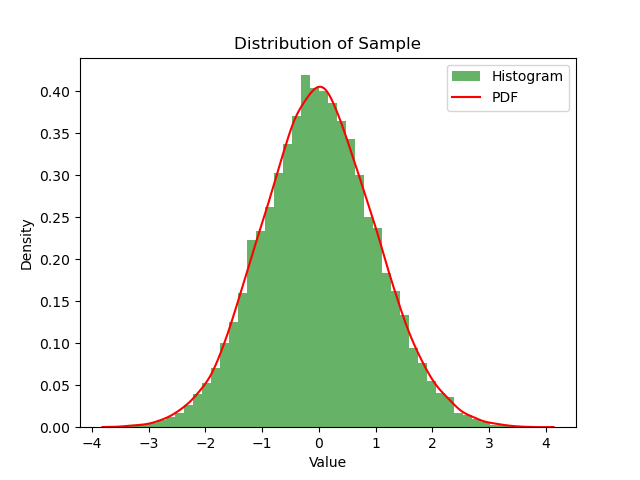 Distribution of Sample
Histogram
PDF
0.40
0.35
0.30
0.25
0.20
0.15
0.10
0.05
0.00
Density
−4 −3 −2 −1 0 1 2 3 4
Value